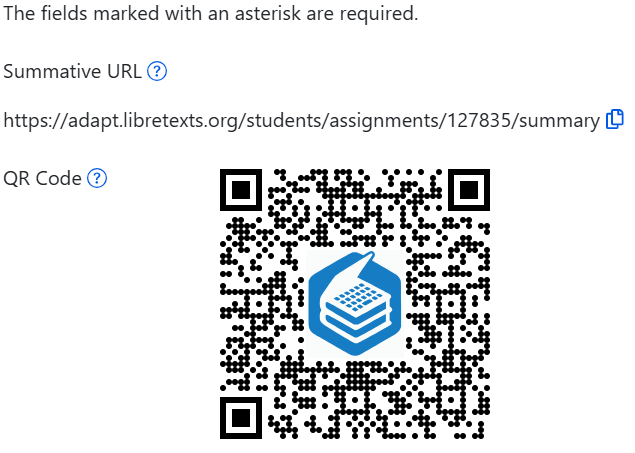 The fields marked with an asterisk are required.
Summative URL
https://adapt.libretexts.org/students/assignments/127835/summary
QR Code